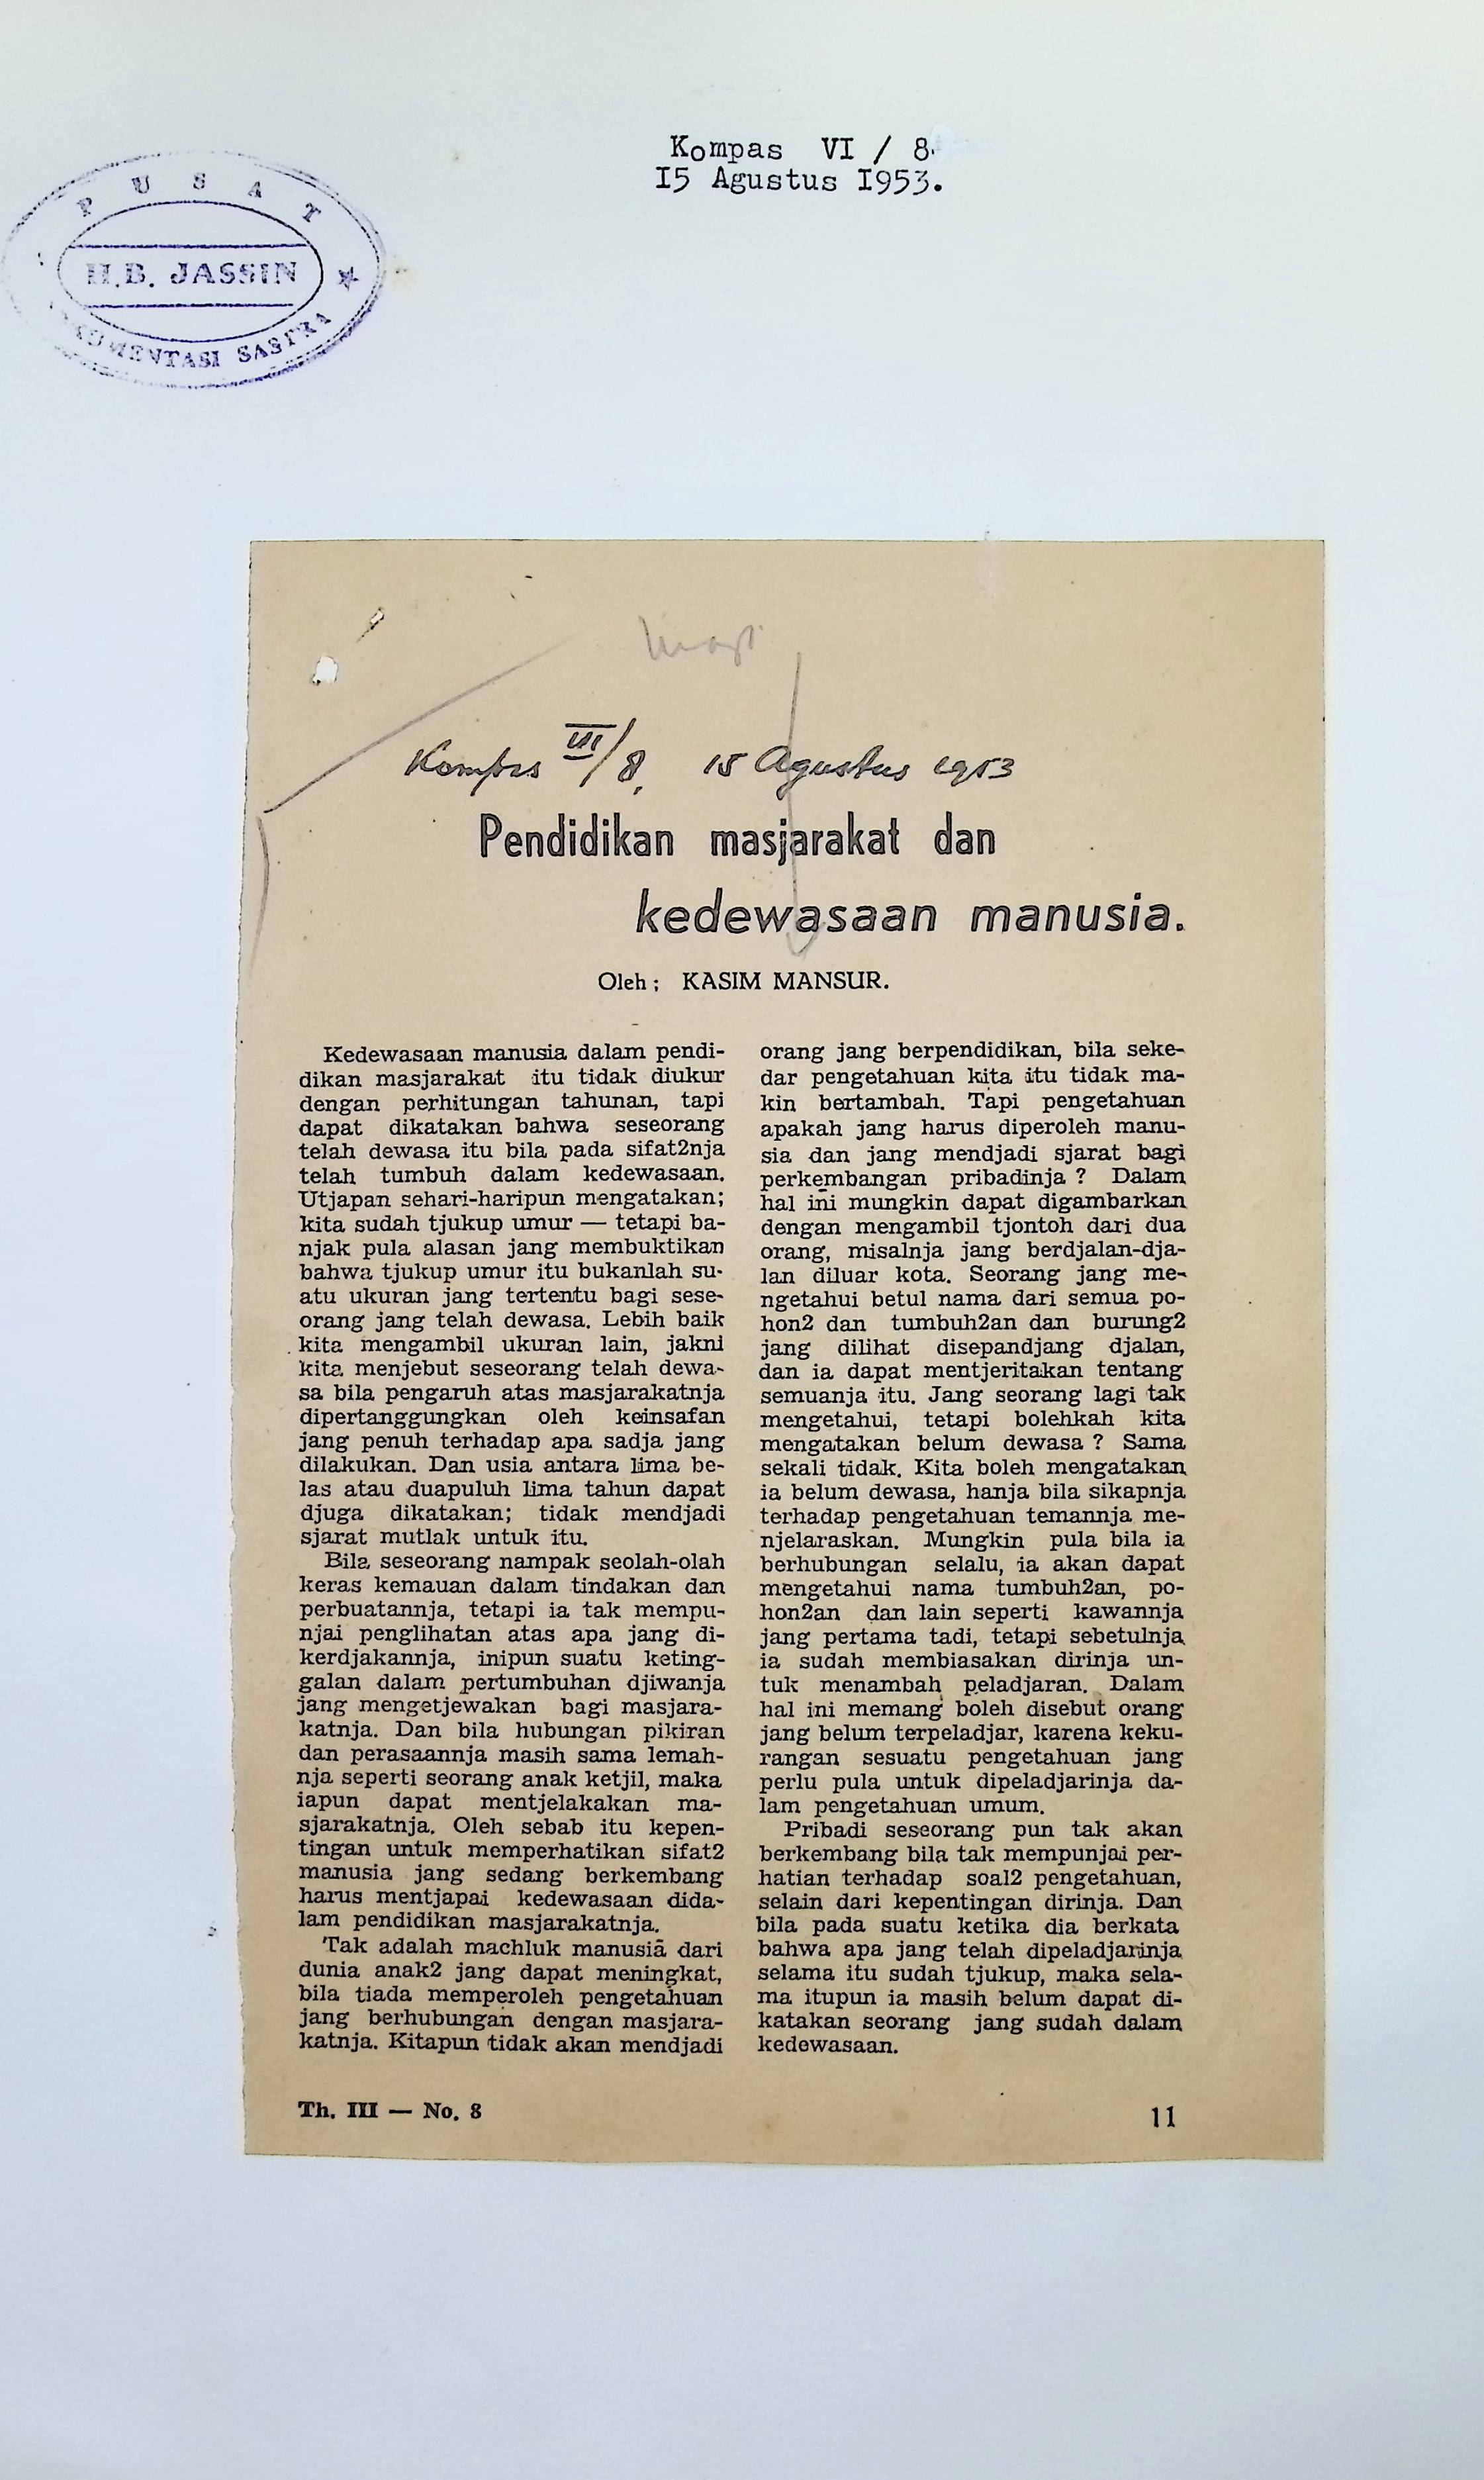 Kompas VI / 8.
I5 Agustus I953.
PUSAT
H.B. JASSIN
DOKUMENTASI SASTRA
Kompas III/8, 15 Agustus 1953
Pendidikan masjarakat dan
kedewasaan manusia.
Oleh ; KASIM MANSUR.
Kedewasaan manusia dalam pendi-
dikan masjarakat itu tidak diukur
dengan perhitungan tahunan, tapi
dapat dikatakan bahwa seseorang
telah dewasa itu bila pada sifat2nja
telah tumbuh dalam kedewasaan.
Utjapan sehari-haripun mengatakan;
kita sudah tjukup umur — tetapi ba-
njak pula alasan jang membuktikan
bahwa tjukup umur itu bukanlah su-
atu ukuran jang tertentu bagi sese-
orang jang telah dewasa. Lebih baik
kita mengambil ukuran lain, jakni
kita menjebut seseorang telah dewa-
sa bila pengaruh atas masjarakatnja
dipertanggungkan oleh keinsafan
jang penuh terhadap apa sadja jang
dilakukan. Dan usia antara lima be-
las atau duapuluh lima tahun dapat
djuga dikatakan; tidak mendjadi
sjarat mutlak untuk itu.
Bila seseorang nampak seolah-olah
keras kemauan dalam tindakan dan
perbuatannja, tetapi ia tak mempu-
njai penglihatan atas apa jang di-
kerdjakannja, inipun suatu keting-
galan dalam pertumbuhan djiwanja
jang mengetjewakan bagi masjara-
katnja. Dan bila hubungan pikiran
dan perasaannja masih sama lemah-
nja seperti seorang anak ketjil, maka
iapun dapat mentjelakakan ma-
sjarakatnja. Oleh sebab itu kepen-
tingan untuk memperhatikan sifat2
manusia jang sedang berkembang
harus mentjapai kedewasaan dida-
lam pendidikan masjarakatnja.
Tak adalah machluk manusia dari
dunia anak2 jang dapat meningkat,
bila tiada memperoleh pengetahuan
jang berhubungan dengan masjara-
katnja. Kitapun tidak akan mendjadi
orang jang berpendidikan, bila seke-
dar pengetahuan kita itu tidak ma-
kin bertambah. Tapi pengetahuan
apakah jang harus diperoleh manu-
sia dan jang mendjadi sjarat bagi
perkembangan pribadinja ? Dalam
hal ini mungkin dapat digambarkan
dengan mengambil tjontoh dari dua
orang, misalnja jang berdjalan-dja-
lan diluar kota. Seorang jang me-
ngetahui betul nama dari semua po-
hon2 dan tumbuh2an dan burung2
jang dilihat disepandjang djalan,
dan ia dapat mentjeritakan tentang
semuanja itu. Jang seorang lagi tak
mengetahui, tetapi bolehkah kita
mengatakan belum dewasa ? Sama
sekali tidak. Kita boleh mengatakan
ia belum dewasa, hanja bila sikapnja
terhadap pengetahuan temannja me-
njelaraskan. Mungkin pula bila ia
berhubungan selalu, ia akan dapat
mengetahui nama tumbuh2an, po-
hon2an dan lain seperti kawannja
jang pertama tadi, tetapi sebetulnja
ia sudah membiasakan dirinja un-
tuk menambah peladjaran. Dalam
hal ini memang boleh disebut orang
jang belum terpeladjar, karena keku-
rangan sesuatu pengetahuan jang
perlu pula untuk dipeladjarinja da-
lam pengetahuan umum.
Pribadi seseorang pun tak akan
berkembang bila tak mempunjai per-
hatian terhadap soal2 pengetahuan,
selain dari kepentingan dirinja. Dan
bila pada suatu ketika dia berkata
bahwa apa jang telah dipeladjarinja
selama itu sudah tjukup, maka sela-
ma itupun ia masih belum dapat di-
katakan seorang jang sudah dalam
kedewasaan.
Th. III — No. 8
11